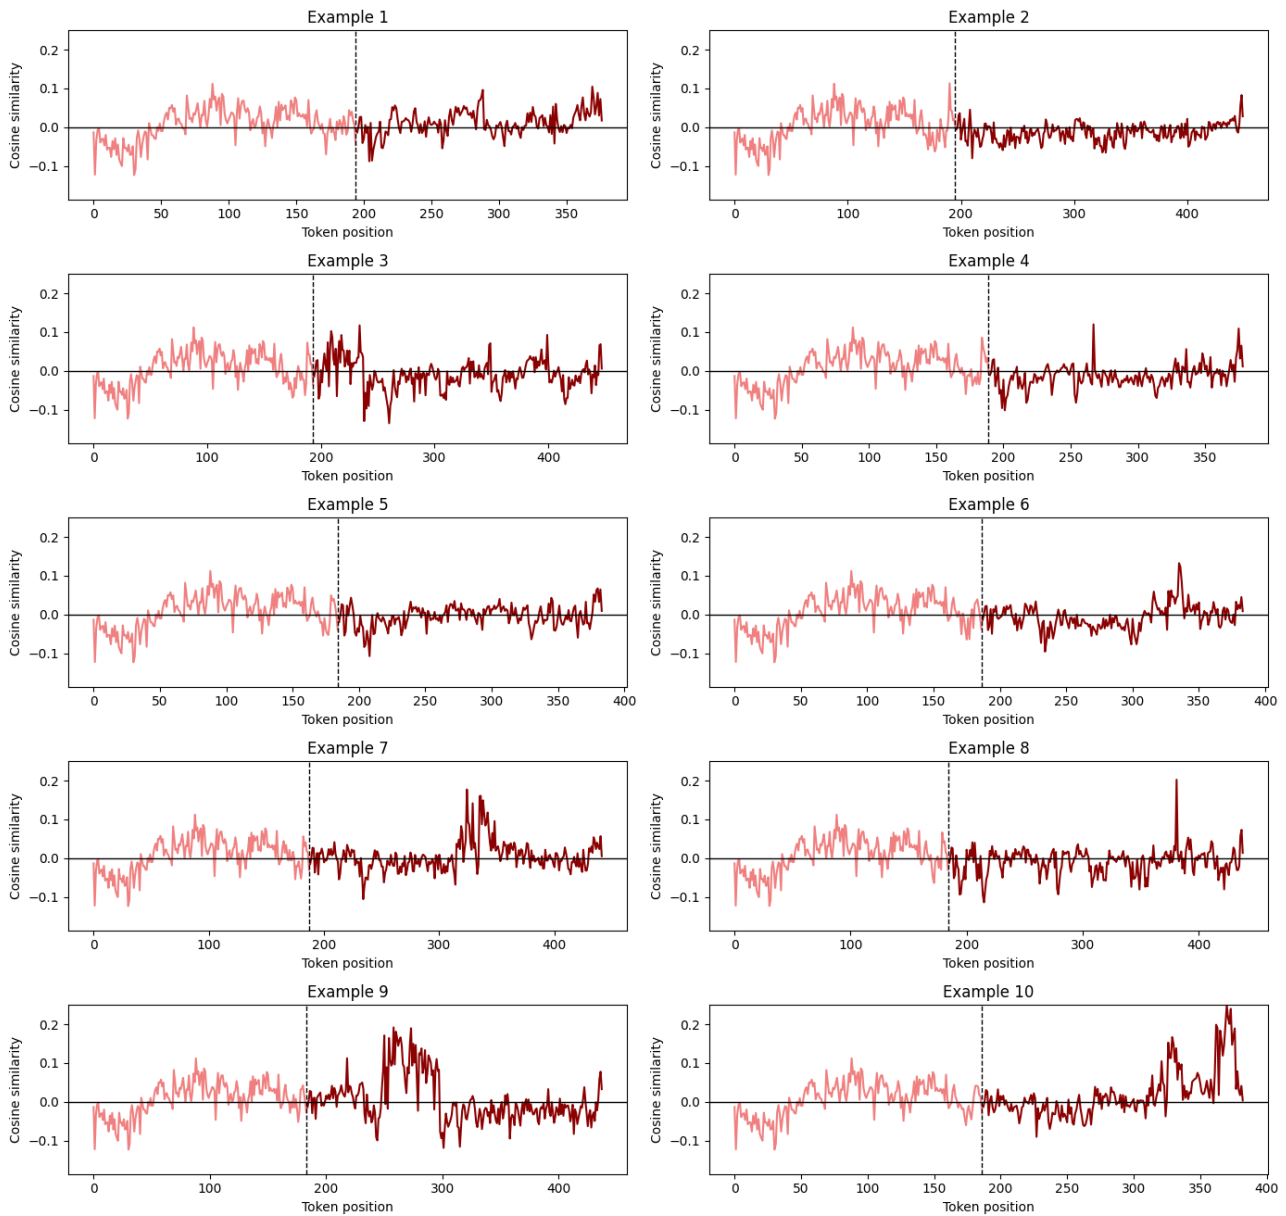 Example 1
Cosine similarity
0.2
0.1
0.0
−0.1
0 50 100 150 200 250 300 350
Token position
Example 2
Cosine similarity
0.2
0.1
0.0
−0.1
0 100 200 300 400
Token position
Example 3
Cosine similarity
0.2
0.1
0.0
−0.1
0 100 200 300 400
Token position
Example 4
Cosine similarity
0.2
0.1
0.0
−0.1
0 50 100 150 200 250 300 350
Token position
Example 5
Cosine similarity
0.2
0.1
0.0
−0.1
0 50 100 150 200 250 300 350 400
Token position
Example 6
Cosine similarity
0.2
0.1
0.0
−0.1
0 50 100 150 200 250 300 350 400
Token position
Example 7
Cosine similarity
0.2
0.1
0.0
−0.1
0 100 200 300 400
Token position
Example 8
Cosine similarity
0.2
0.1
0.0
−0.1
0 100 200 300 400
Token position
Example 9
Cosine similarity
0.2
0.1
0.0
−0.1
0 100 200 300 400
Token position
Example 10
Cosine similarity
0.2
0.1
0.0
−0.1
0 50 100 150 200 250 300 350 400
Token position